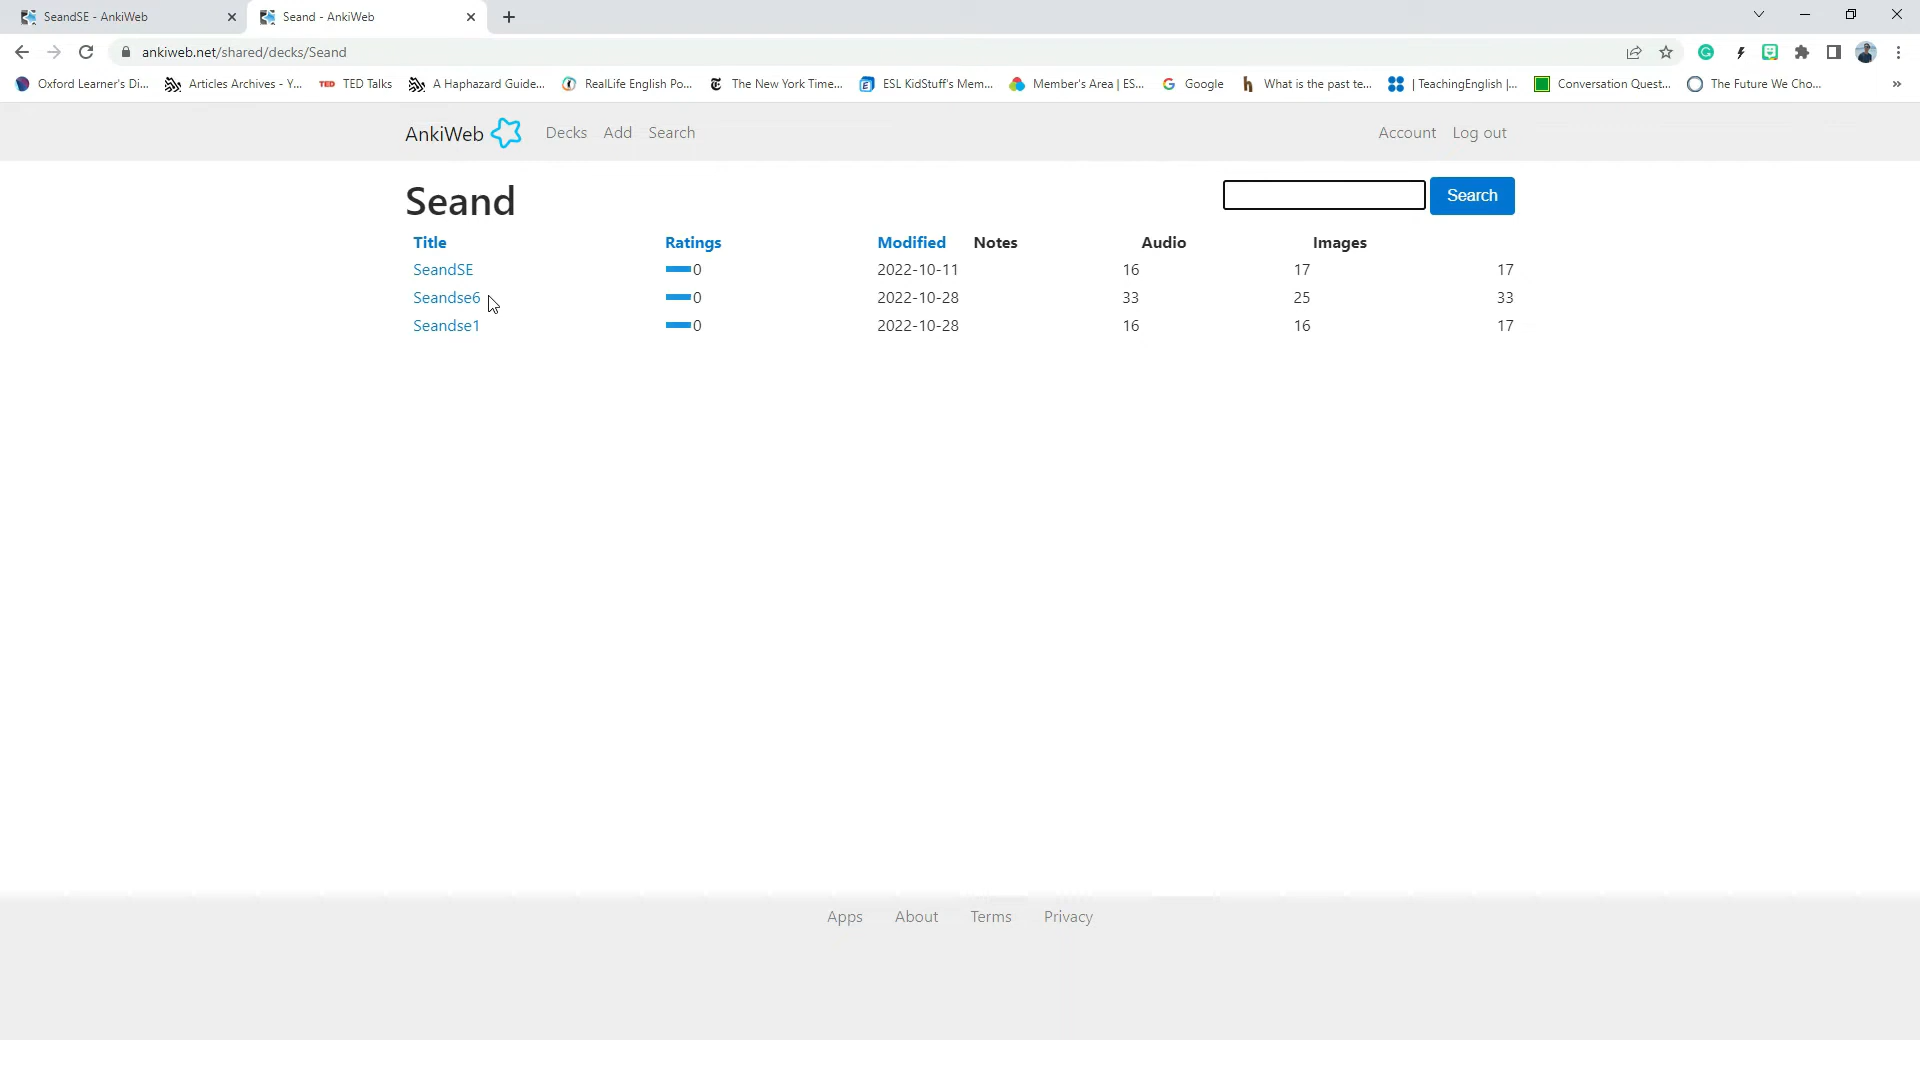 SeandSE - AnkiWeb
Seand - AnkiWeb
ankiweb.net/shared/decks/Seand
Oxford Learner's Di...
Articles Archives - Y...
TED TED Talks
A Haphazard Guide...
RealLife English Po...
The New York Time...
ESL KidStuff's Mem...
Member's Area | ES...
Google
What is the past te...
| TeachingEnglish |...
Conversation Quest...
The Future We Cho...
»
AnkiWeb Decks Add Search Account Log out
Seand Search
Title Ratings Modified Notes Audio Images
SeandSE 0 2022-10-11 16 17 17
Seandse6 0 2022-10-28 33 25 33
Seandse1 0 2022-10-28 16 16 17
Apps About Terms Privacy